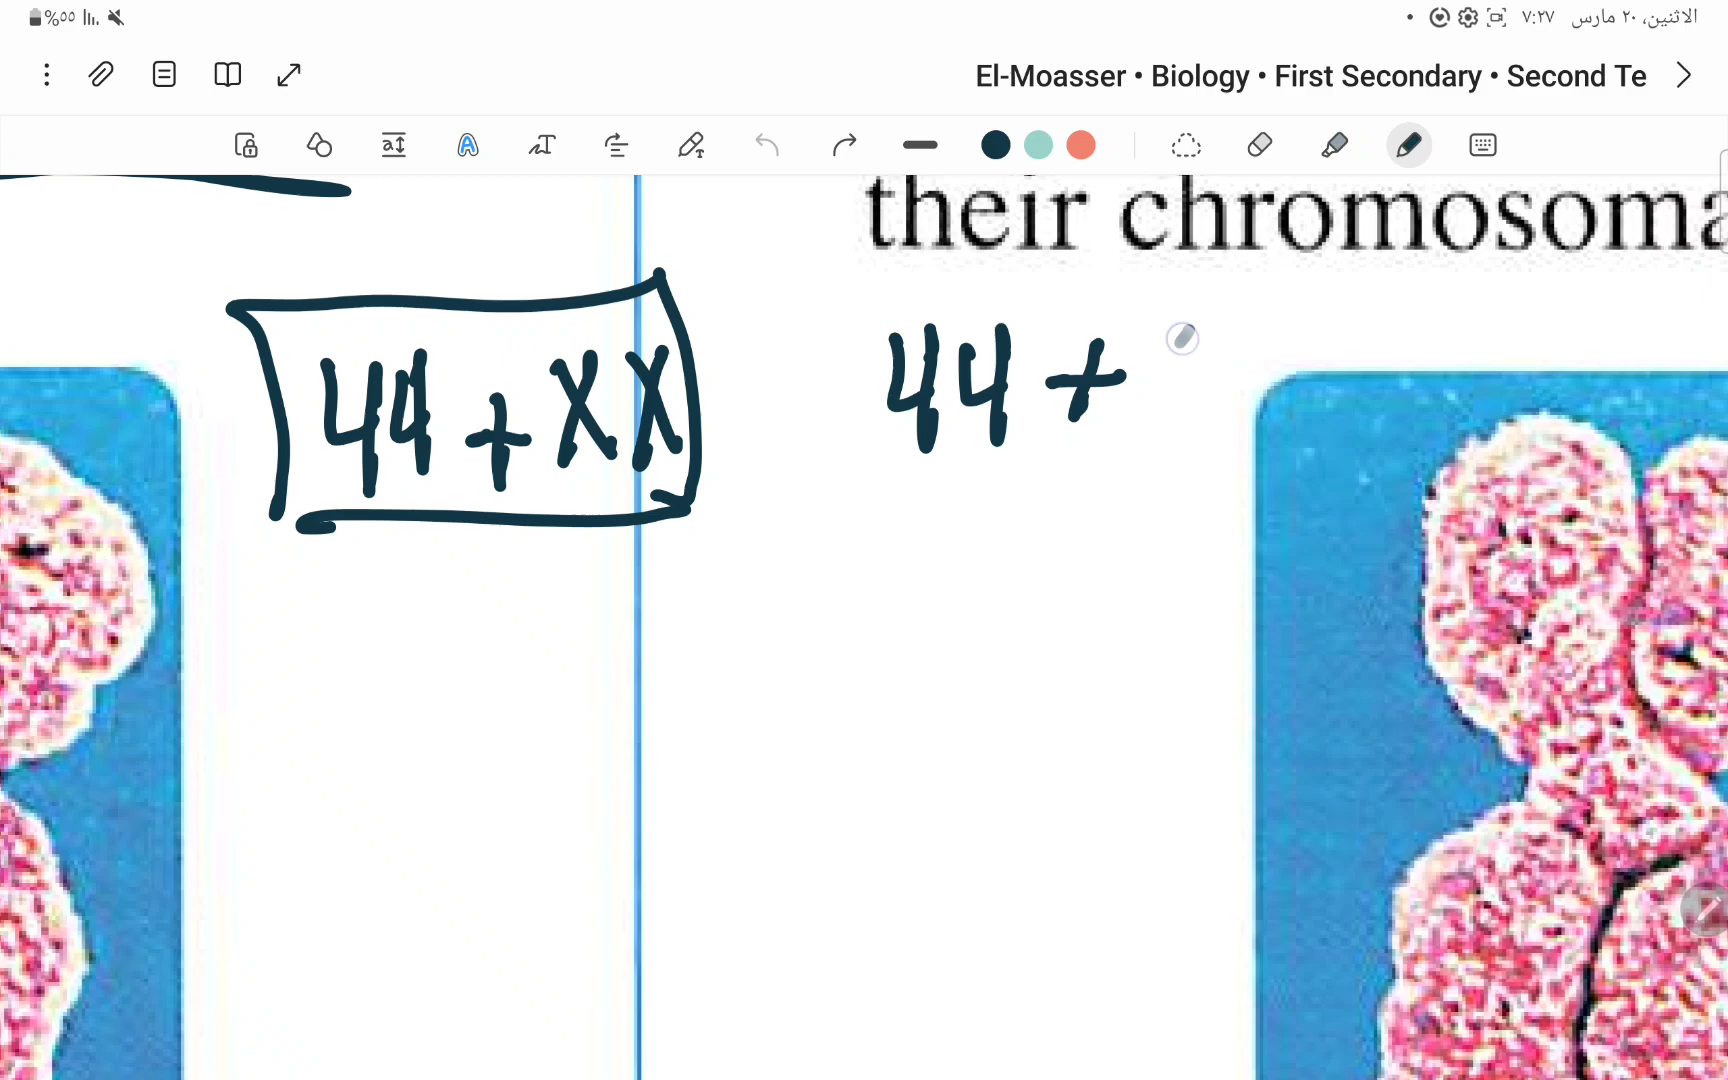 الاثنين، ٢٠ مارس ٧:٢٧
%٥٥
El-Moasser • Biology • First Secondary • Second Te
their chromosoma
44 + XX
44 +